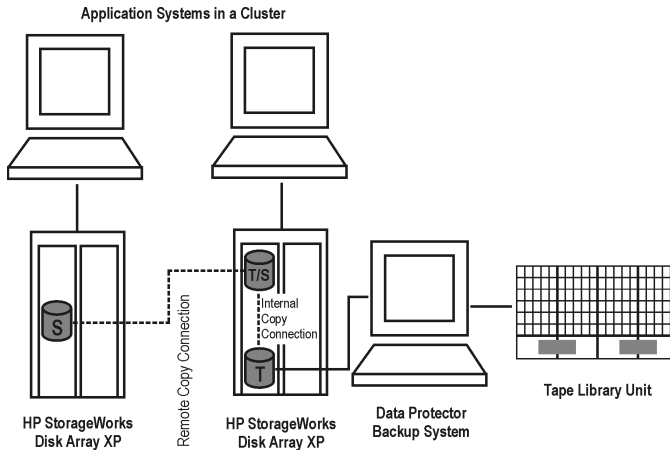 Application Systems in a Cluster
T/S
S
Internal
Copy
Connection
T
Remote Copy Connection
HP StorageWorks
Disk Array XP
HP StorageWorks
Disk Array XP
Data Protector
Backup System
Tape Library Unit